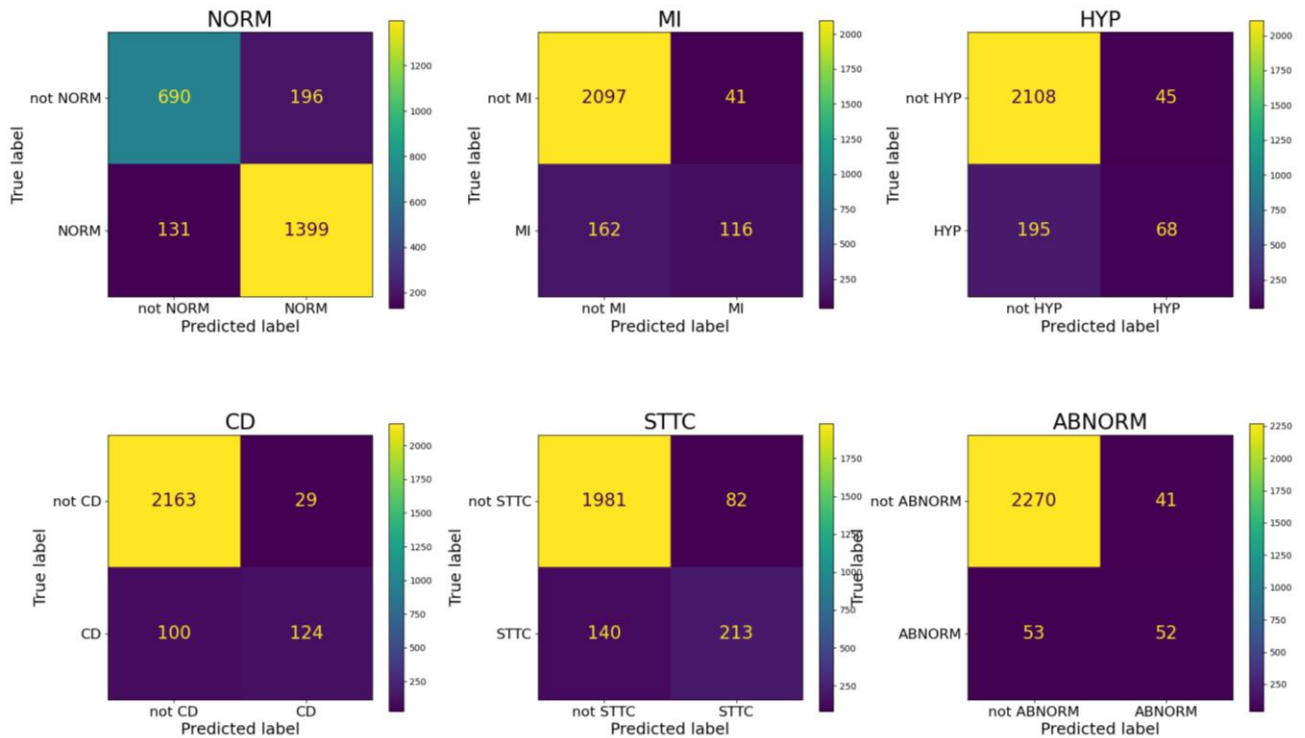 NORM
not NORM
690
196
NORM
131
1399
not NORM
NORM
True label
Predicted label
1200
1000
800
600
400
200
MI
not MI
2097
41
MI
162
116
not MI
MI
True label
Predicted label
2000
1750
1500
1250
1000
750
500
250
HYP
not HYP
2108
45
HYP
195
68
not HYP
HYP
True label
Predicted label
2000
1750
1500
1250
1000
750
500
250
CD
not CD
2163
29
CD
100
124
not CD
CD
True label
Predicted label
2000
1750
1500
1250
1000
750
500
250
STTC
not STTC
1981
82
STTC
140
213
not STTC
STTC
True label
Predicted label
1750
1500
1250
1000
750
500
250
ABNORM
not ABNORM
2270
41
ABNORM
53
52
not ABNORM
ABNORM
True label
Predicted label
2250
2000
1750
1500
1250
1000
750
500
250